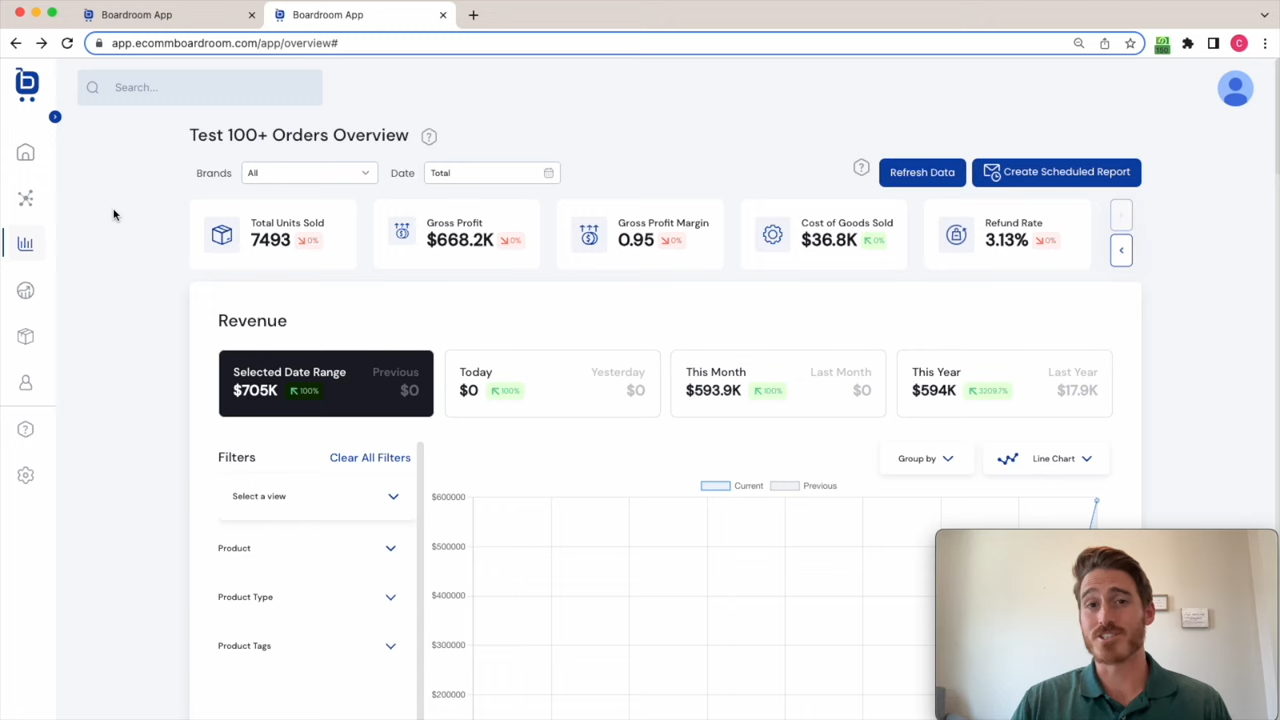 Boardroom App
Boardroom App
app.ecommboardroom.com/app/overview#
160
C
Search...
Test 100+ Orders Overview
Brands All Date Total
Refresh Data
Create Scheduled Report
Total Units Sold
7493 0%
Gross Profit
$668.2K 0%
Gross Profit Margin
0.95 0%
Cost of Goods Sold
$36.8K 0%
Refund Rate
3.13% 0%
Revenue
Selected Date Range Previous
$705K 100% $0
Today Yesterday
$0 100% $0
This Month Last Month
$593.9K 100% $0
This Year Last Year
$594K 3209.7% $17.9K
Filters Clear All Filters
Select a view
Product
Product Type
Product Tags
Group by
Line Chart
Current Previous
$600000
$500000
$400000
$300000
$200000